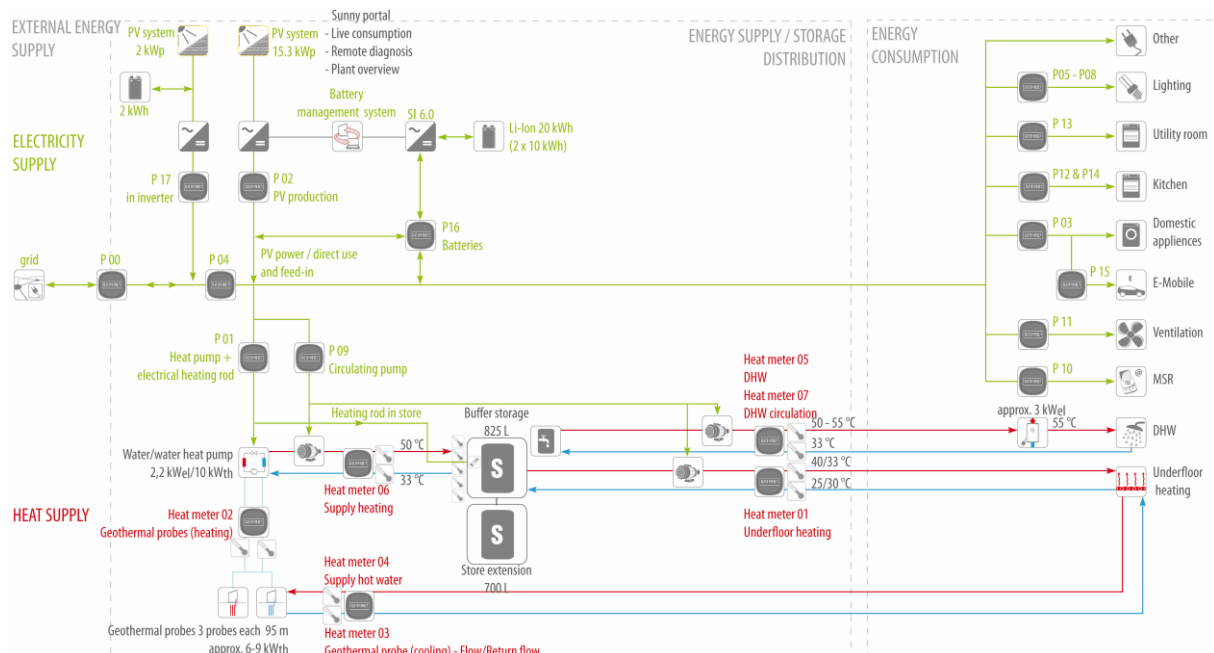 EXTERNAL ENERGY
SUPPLY
PV system
2 kWp
PV system
15.3 kWp
Sunny portal
- Live consumption
- Remote diagnosis
- Plant overview
ENERGY SUPPLY / STORAGE
DISTRIBUTION
ENERGY
CONSUMPTION
2 kWh
Battery
management system
SI 6.0
Li-Ion 20 kWh
(2 x 10 kWh)
ELECTRICITY
SUPPLY
P 17
in inverter
P 02
PV production
P16
Batteries
PV power / direct use
and feed-in
grid
P 00
P 04
Other
P05 - P08
Lighting
P 13
Utility room
P12 & P14
Kitchen
P 03
Domestic
appliances
P 15
E-Mobile
P 11
Ventilation
P 10
MSR
P 01
Heat pump +
electrical heating rod
P 09
Circulating pump
Heating rod in store
Buffer storage
825 L
Heat meter 05
DHW
Heat meter 07
DHW circulation
50 - 55 °C
33 °C
approx. 3 kWel
55 °C
DHW
Water/water heat pump
2,2 kWel/10 kWth
50 °C
33 °C
S
40/33 °C
25/30 °C
Underfloor
heating
Heat meter 06
Supply heating
Heat meter 01
Underfloor heating
HEAT SUPPLY
Heat meter 02
Geothermal probes (heating)
S
Store extension
700 L
Heat meter 04
Supply hot water
Geothermal probes 3 probes each 95 m
approx. 6-9 kWth
Heat meter 03
Geothermal probe (cooling) - Flow/Return flow